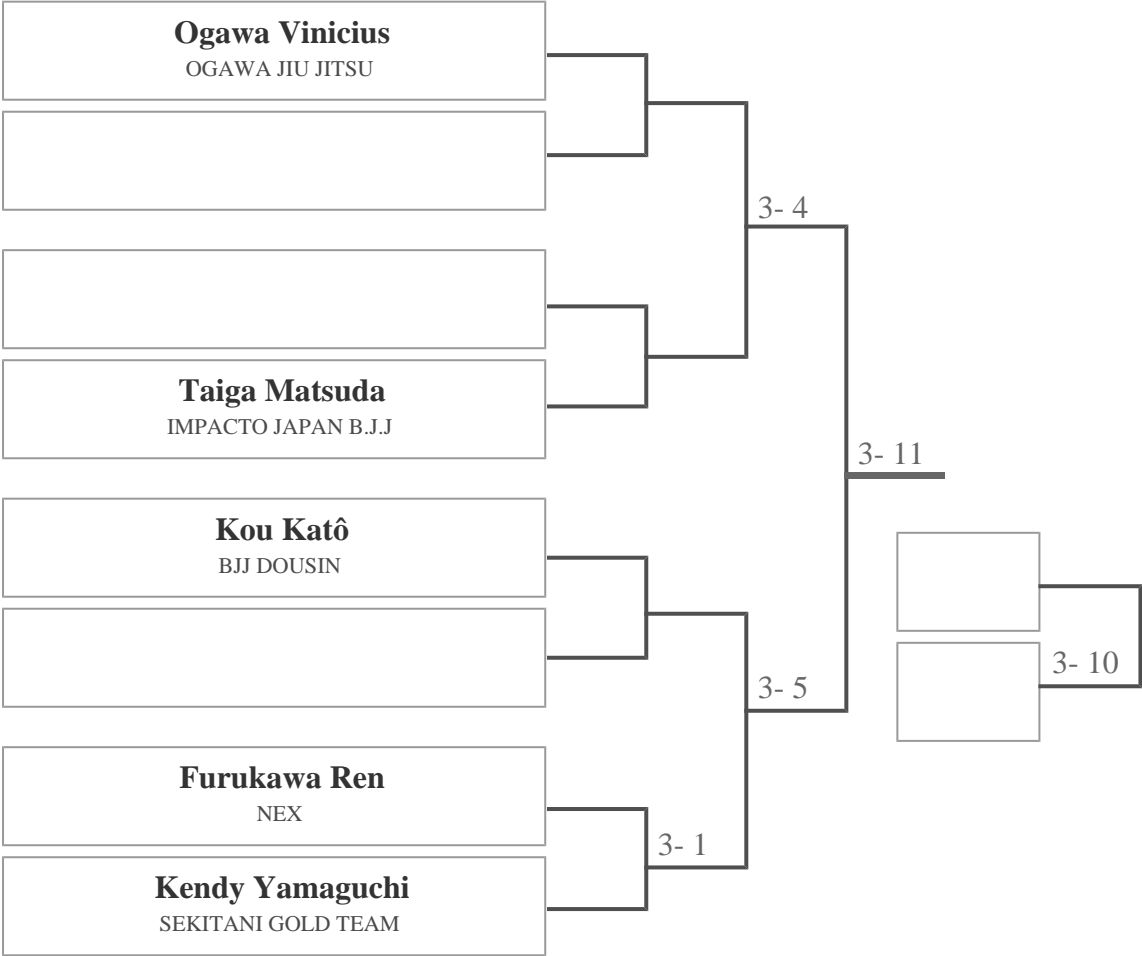 Ogawa Vinicius
OGAWA JIU JITSU
3- 4
Taiga Matsuda
IMPACTO JAPAN B.J.J
3- 11
Kou Katô
BJJ DOUSIN
3- 10
3- 5
Furukawa Ren
NEX
3- 1
Kendy Yamaguchi
SEKITANI GOLD TEAM